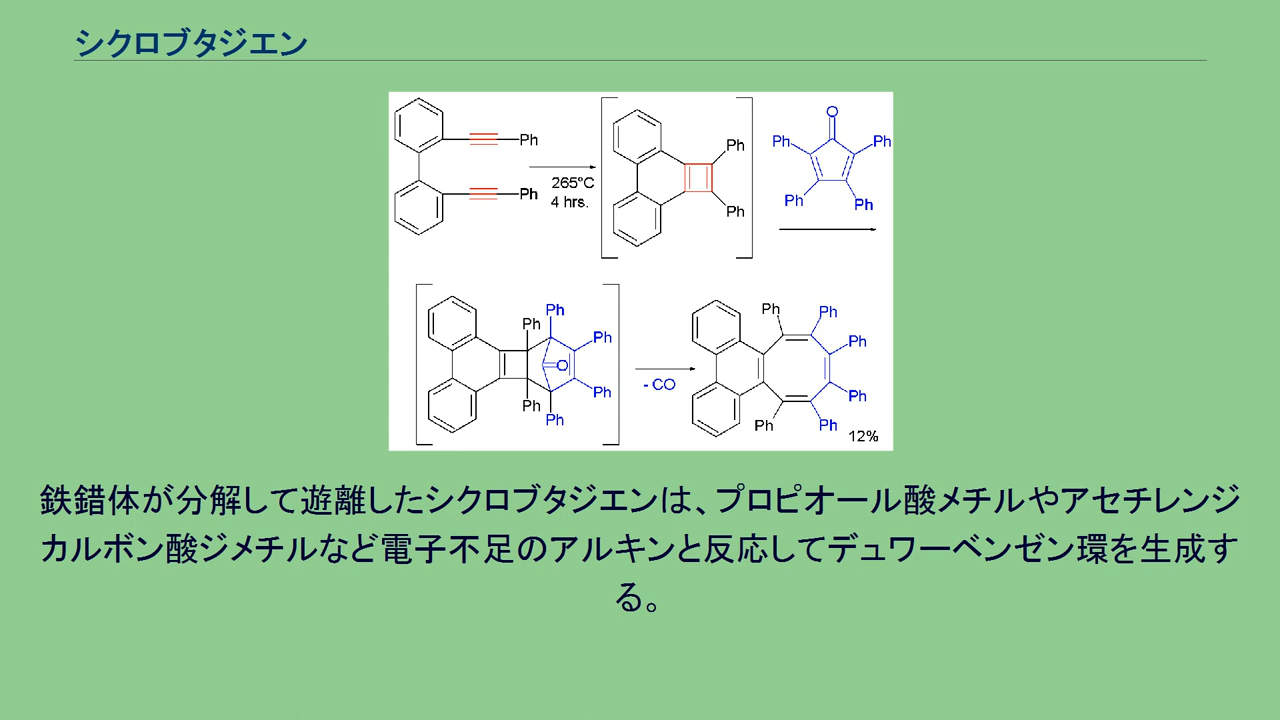 シクロブタジエン
Ph
Ph
265°C
4 hrs.
Ph
Ph
O
Ph
Ph
Ph
Ph
Ph
Ph
Ph
O
Ph
Ph
Ph
- CO
Ph
Ph
Ph
Ph
Ph
Ph
12%
鉄錯体が分解して遊離したシクロブタジエンは、プロピオール酸メチルやアセチレンジ
カルボン酸ジメチルなど電子不足のアルキンと反応してデュワーベンゼン環を生成す
る。